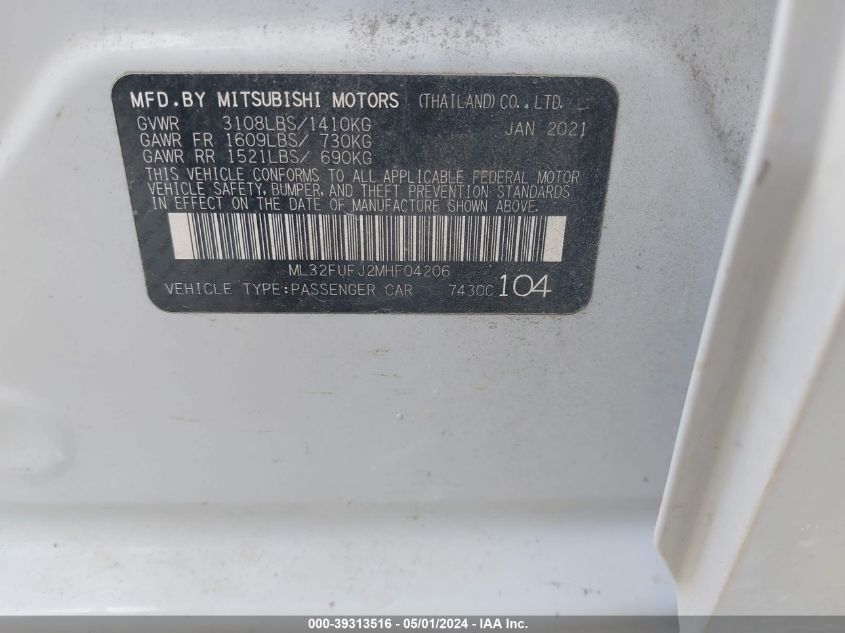 MFD.BY MITSUBISHI MOTORS (THAILAND) CO., LTD.
GVWR 3108LBS/1410KG JAN 2021
GAWR FR 1609LBS/ 730KG
GAWR RR 1521LBS/ 690KG
THIS VEHICLE CONFORMS TO ALL APPLICABLE FEDERAL MOTOR
VEHICLE SAFETY, BUMPER, AND THEFT PREVENTION STANDARDS
IN EFFECT ON THE DATE OF MANUFACTURE SHOWN ABOVE.
ML32FUFJ2MHF04206
VEHICLE TYPE:PASSENGER CAR 7430C 104
000-39313516 - 05/01/2024 - IAA Inc.